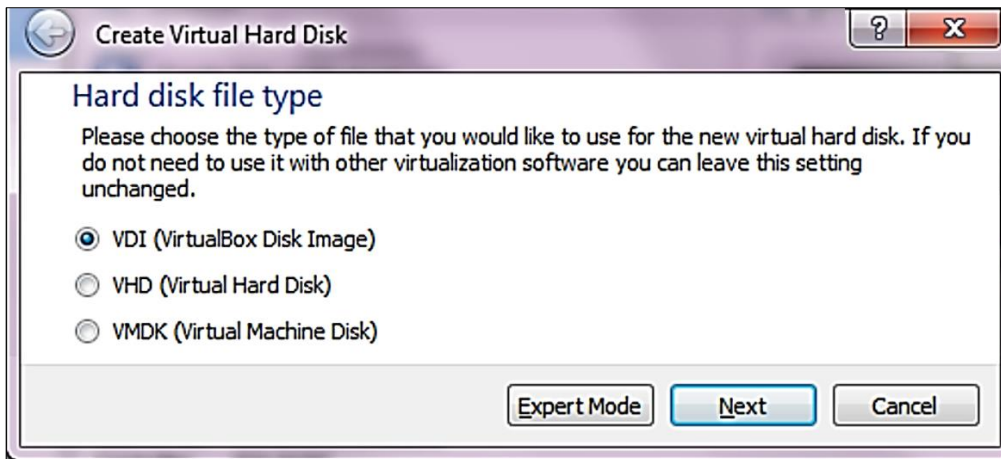 Create Virtual Hard Disk
?
Hard disk file type
Please choose the type of file that you would like to use for the new virtual hard disk. If you
do not need to use it with other virtualization software you can leave this setting
unchanged.
VDI (VirtualBox Disk Image)
VHD (Virtual Hard Disk)
VMDK (Virtual Machine Disk)
Expert Mode
Next
Cancel